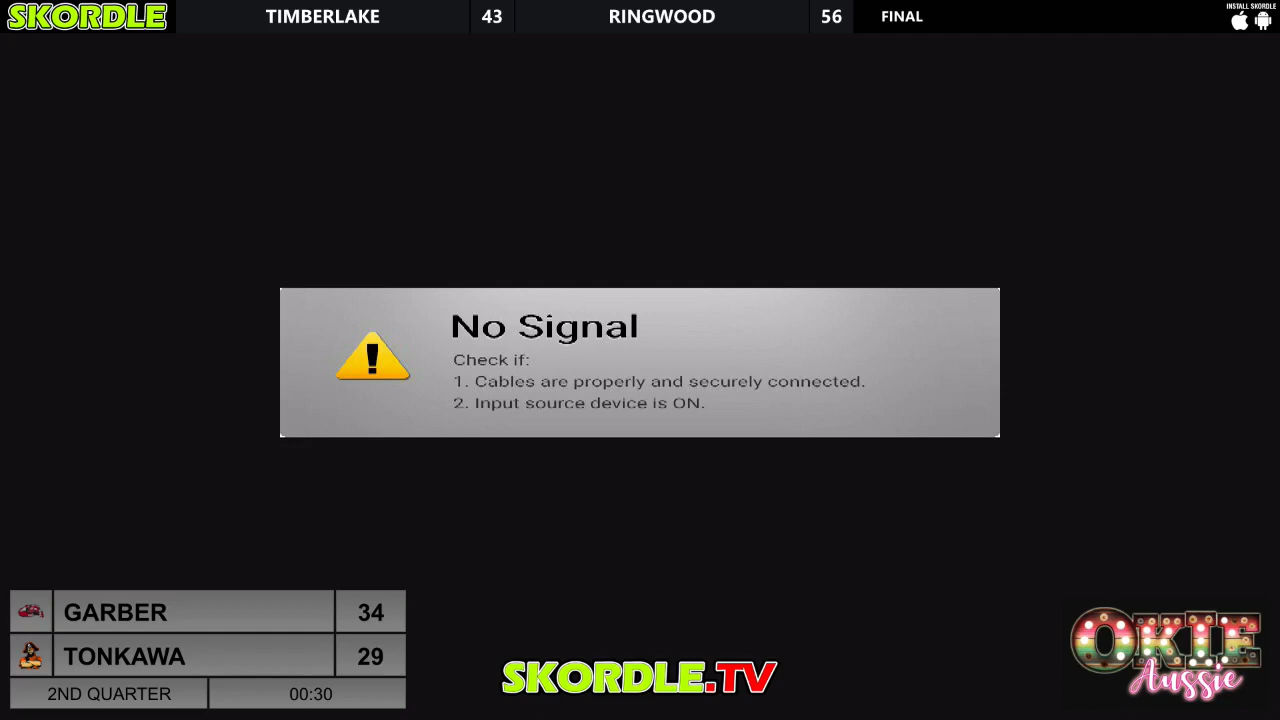 SKORDLE TIMBERLAKE 43 RINGWOOD 56 FINAL INSTALL SKORDLE
No Signal
Check if:
1. Cables are properly and securely connected.
2. Input source device is ON.
GARBER 34
TONKAWA 29
2ND QUARTER 00:30
SKORDLE.TV
OKIE
Aussie